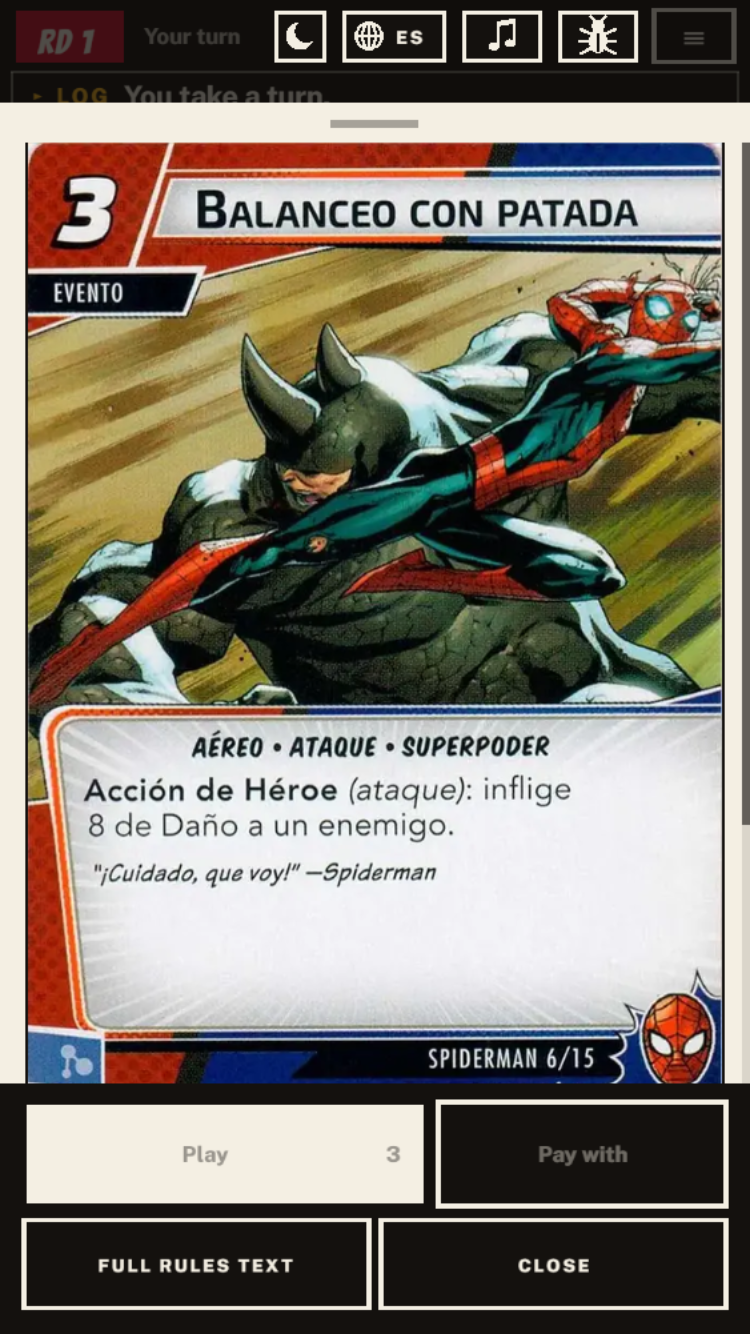 RD 1
Your turn
ES
LOG You take a turn.
3
BALANCEO CON PATADA
EVENTO
AÉREO • ATAQUE • SUPERPODER
Acción de Héroe (ataque): inflige
8 de Daño a un enemigo.
"¡Cuidado, que voy!" —Spiderman
SPIDERMAN 6/15
Play 3
Pay with
FULL RULES TEXT
CLOSE